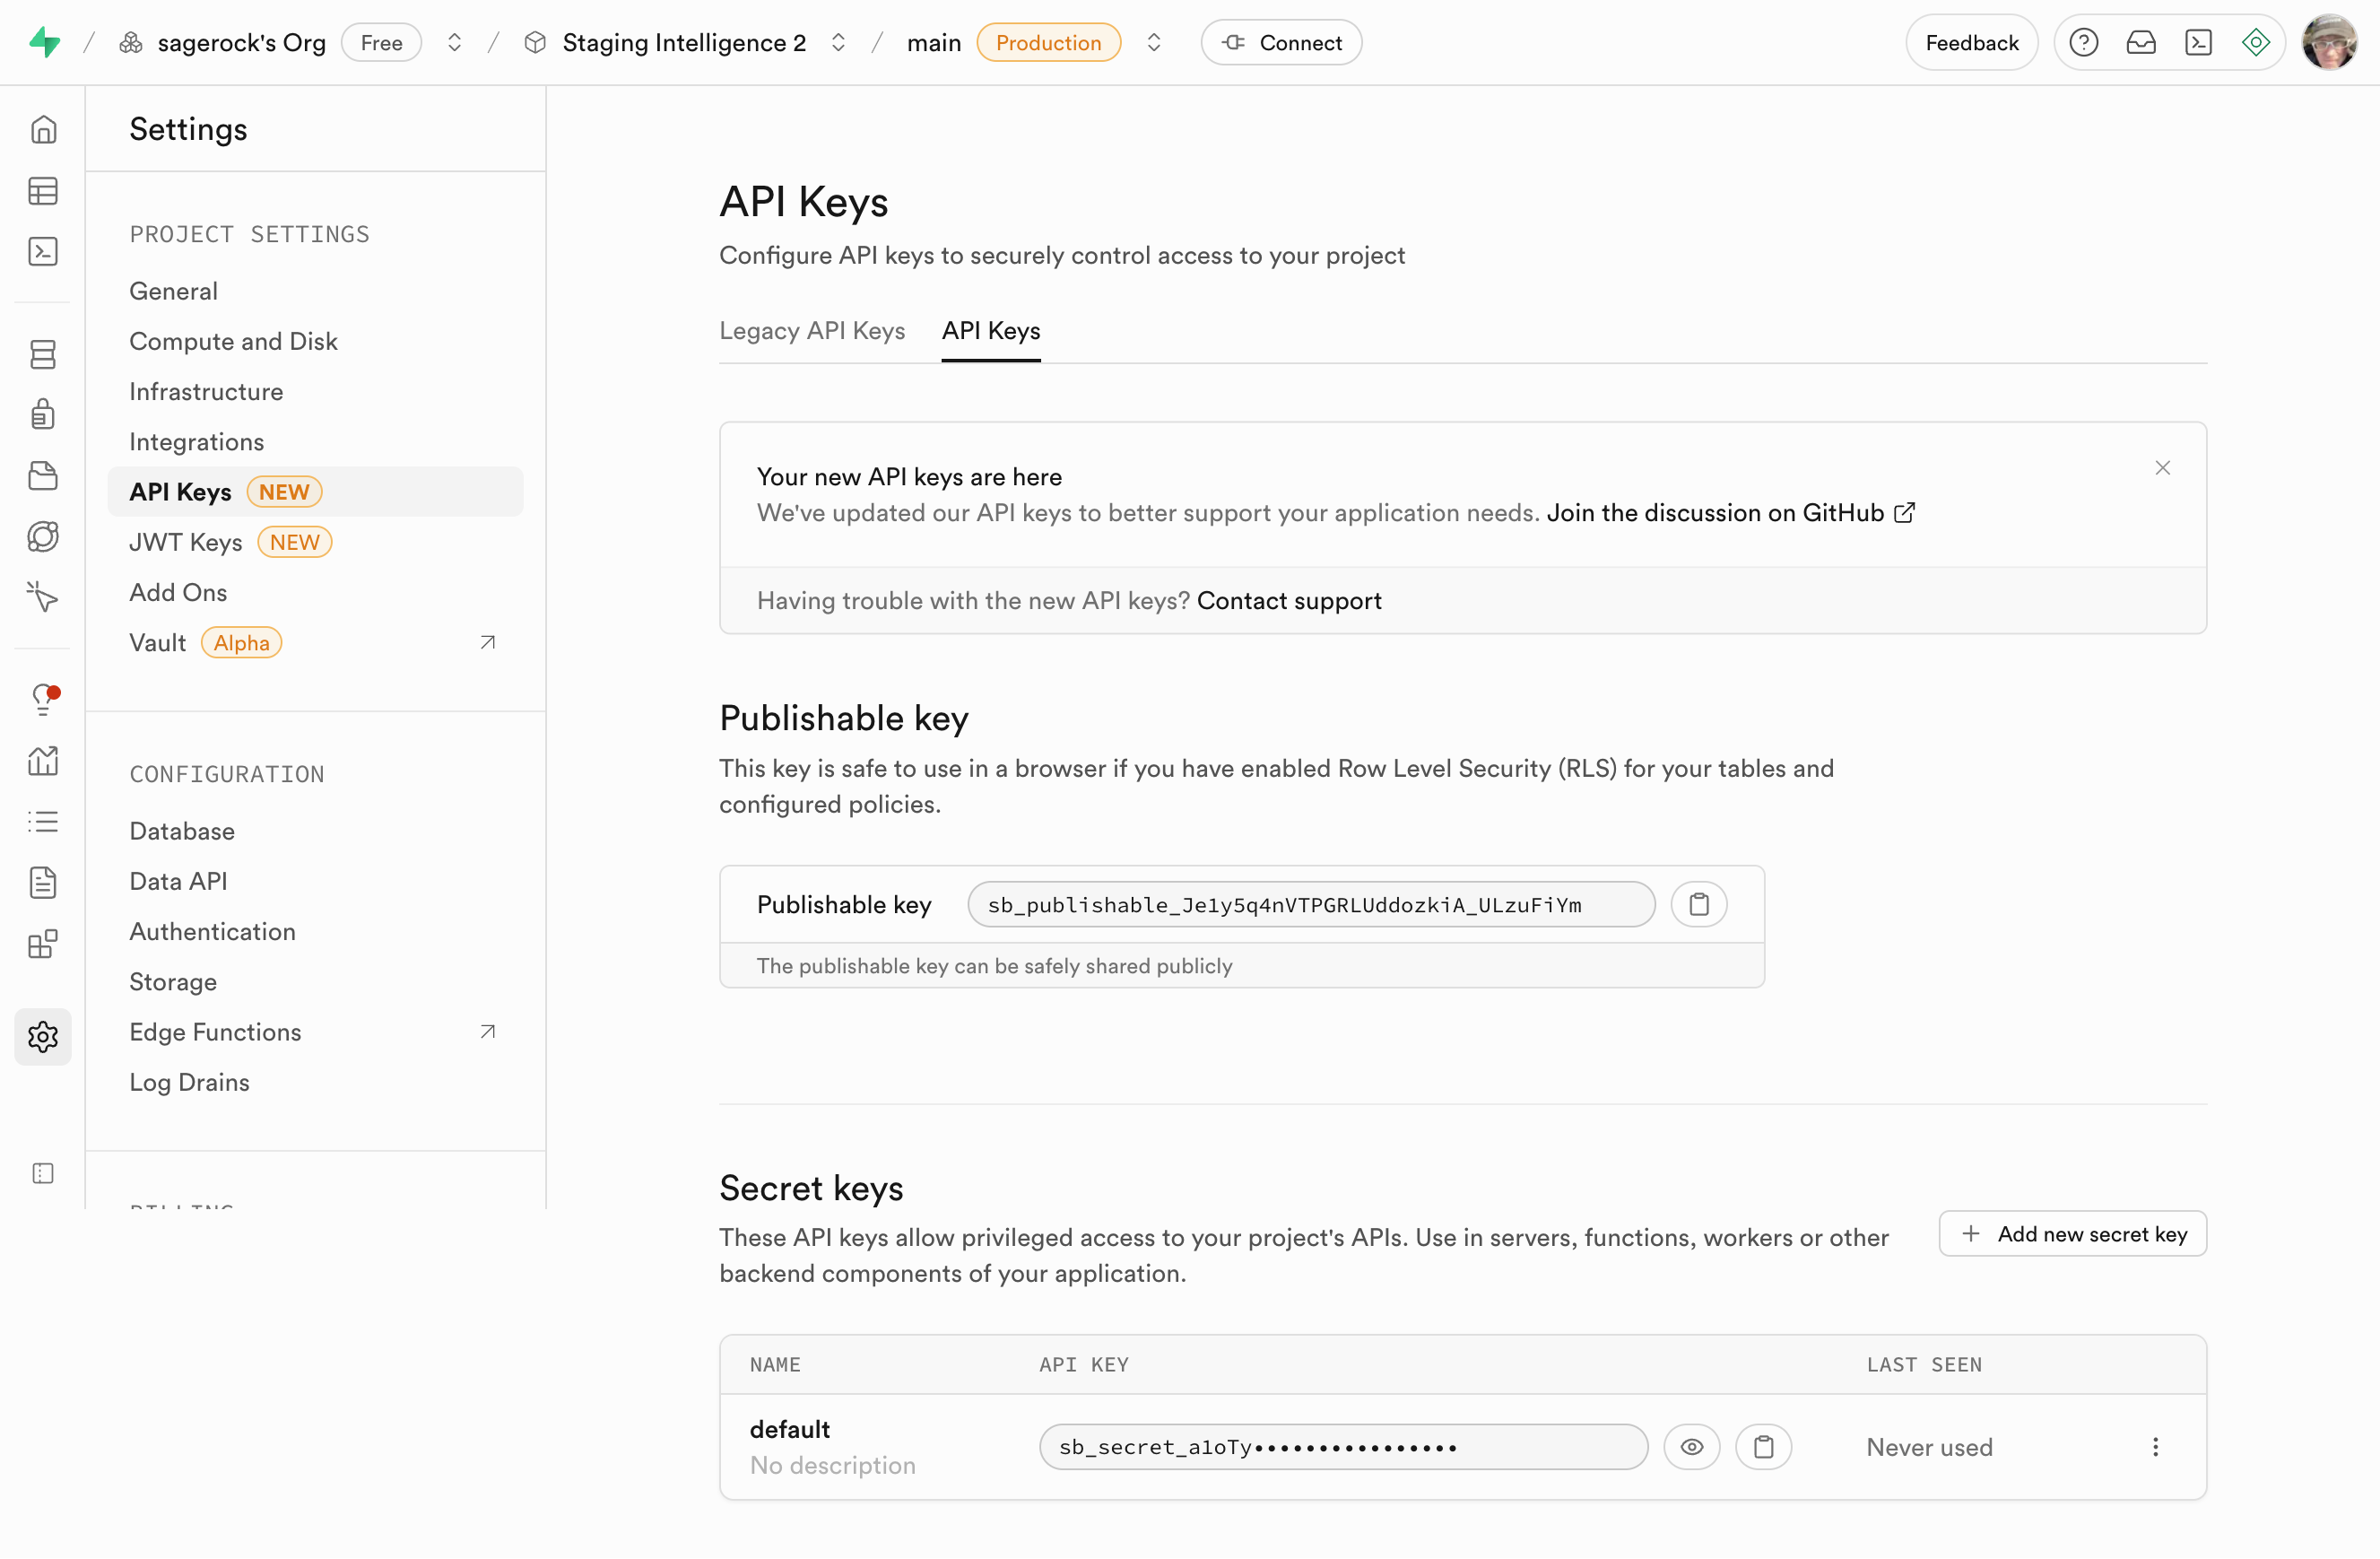 sagerock's Org Free Staging Intelligence 2 main Production Connect Feedback
Settings
PROJECT SETTINGS
General
Compute and Disk
Infrastructure
Integrations
API Keys NEW
JWT Keys NEW
Add Ons
Vault Alpha
CONFIGURATION
Database
Data API
Authentication
Storage
Edge Functions
Log Drains
API Keys
Configure API keys to securely control access to your project
Legacy API Keys API Keys
Your new API keys are here
We've updated our API keys to better support your application needs. Join the discussion on GitHub
Having trouble with the new API keys? Contact support
Publishable key
This key is safe to use in a browser if you have enabled Row Level Security (RLS) for your tables and
configured policies.
Publishable key sb_publishable_Je1y5q4nVTPGRLUddozkiA_ULzuFiYm
The publishable key can be safely shared publicly
Secret keys
These API keys allow privileged access to your project's APIs. Use in servers, functions, workers or other
backend components of your application.
Add new secret key
NAME API KEY LAST SEEN
default
No description
sb_secret_a1oTy•••••••••••••••• Never used